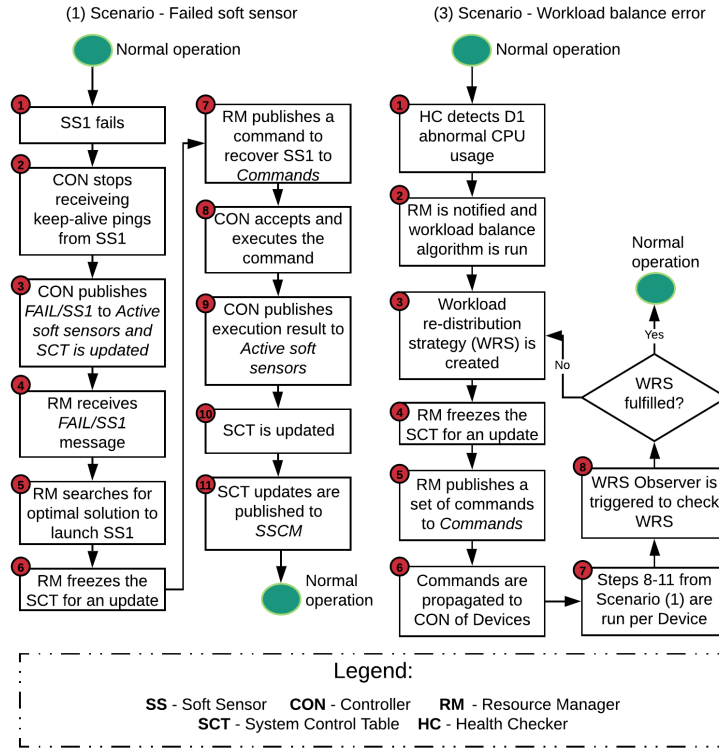 (1) Scenario - Failed soft sensor
Normal operation
1
SS1 fails
2
CON stops
receiveing
keep-alive pings
from SS1
3
CON publishes
FAIL/SS1 to Active
soft sensors and
SCT is updated
4
RM receives
FAIL/SS1
message
5
RM searches for
optimal solution to
launch SS1
6
RM freezes the
SCT for an update
7
RM publishes a
command to
recover SS1 to
Commands
8
CON accepts and
executes the
command
9
CON publishes
execution result to
Active soft
sensors
10
SCT is updated
11
SCT updates are
published to
SSCM
Normal
operation
(3) Scenario - Workload balance error
Normal operation
1
HC detects D1
abnormal CPU
usage
2
RM is notified and
workload balance
algorithm is run
3
Workload
re-distribution
strategy (WRS) is
created
4
RM freezes the
SCT for an update
5
RM publishes a
set of commands
to Commands
6
Commands are
propagated to
CON of Devices
7
Steps 8-11 from
Scenario (1) are
run per Device
8
WRS Observer is
triggered to check
WRS
WRS
fulfilled?
No
Yes
Normal
operation
Legend:
SS - Soft Sensor CON - Controller RM - Resource Manager
SCT - System Control Table HC - Health Checker